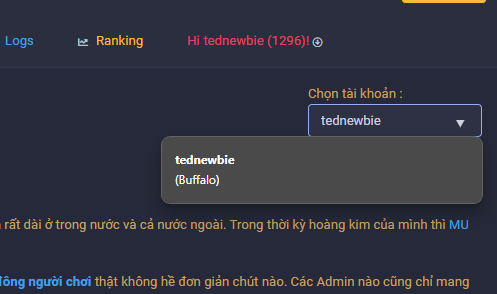 Logs Ranking Hi tednewbie (1296)!
Chọn tài khoản :
tednewbie
tednewbie
(Buffalo)
rất dài ở trong nước và cả nước ngoài. Trong thời kỳ hoàng kim của mình thì MU
đông người chơi thật không hề đơn giản chút nào. Các Admin nào cũng chỉ mang